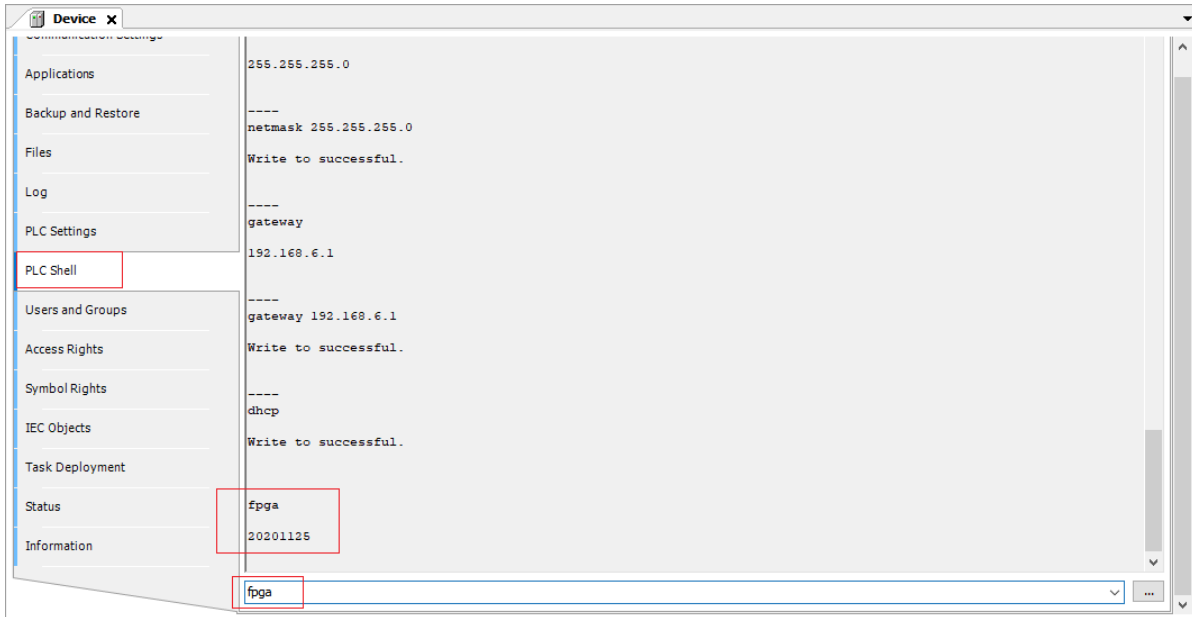 Device
Communication Settings
Applications
Backup and Restore
Files
Log
PLC Settings
PLC Shell
Users and Groups
Access Rights
Symbol Rights
IEC Objects
Task Deployment
Status
Information
255.255.255.0
----
netmask 255.255.255.0
Write to successful.
----
gateway
192.168.6.1
----
gateway 192.168.6.1
Write to successful.
----
dhcp
Write to successful.
fpga
20201125
fpga
...